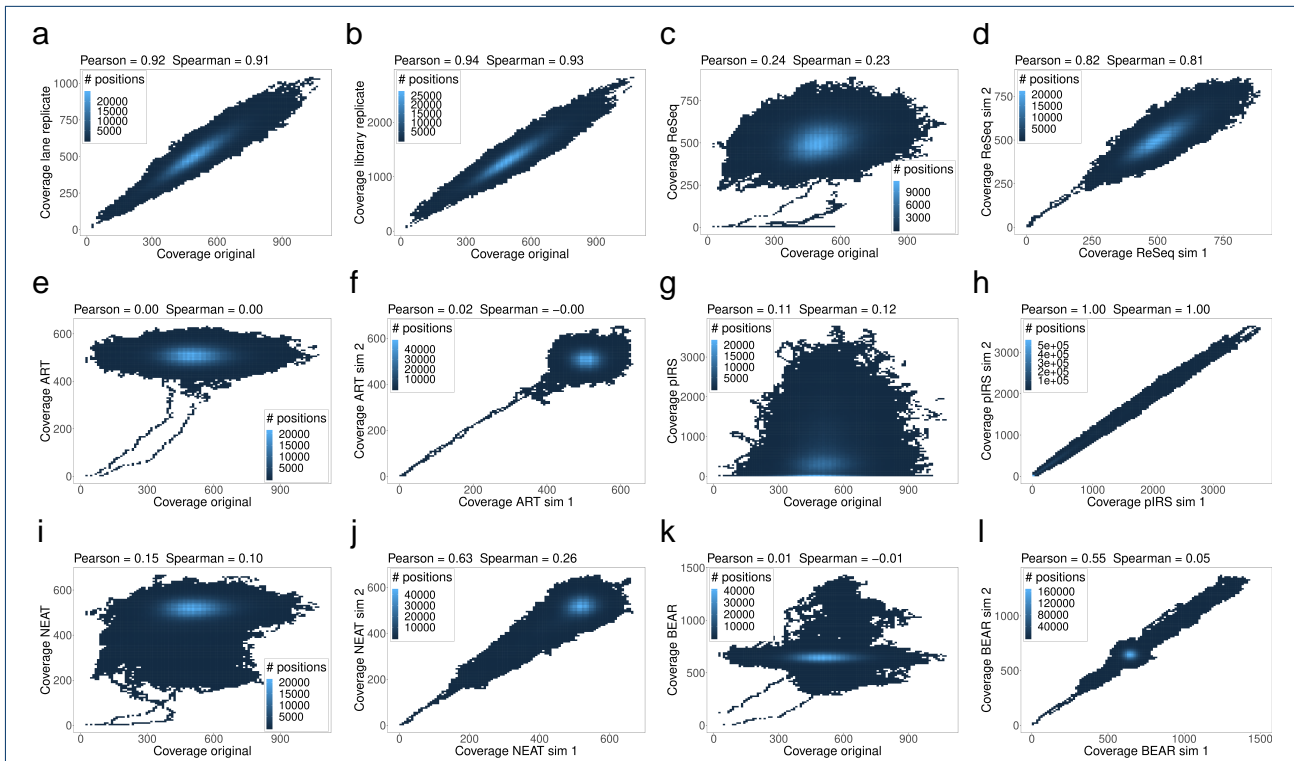 a
Pearson = 0.92 Spearman = 0.91
# positions
20000
15000
10000
5000
1000
750
500
250
0
Coverage lane replicate
0 300 600 900
Coverage original
b
Pearson = 0.94 Spearman = 0.93
# positions
25000
20000
15000
10000
5000
2000
1000
0
Coverage library replicate
0 300 600 900
Coverage original
c
Pearson = 0.24 Spearman = 0.23
750
500
250
0
Coverage ReSeq
# positions
9000
6000
3000
0 300 600 900
Coverage original
d
Pearson = 0.82 Spearman = 0.81
# positions
20000
15000
10000
5000
750
500
250
0
Coverage ReSeq sim 2
0 250 500 750
Coverage ReSeq sim 1
e
Pearson = 0.00 Spearman = 0.00
600
400
200
0
Coverage ART
# positions
20000
15000
10000
5000
0 300 600 900
Coverage original
f
Pearson = 0.02 Spearman = −0.00
# positions
40000
30000
20000
10000
600
400
200
0
Coverage ART sim 2
0 200 400 600
Coverage ART sim 1
g
Pearson = 0.11 Spearman = 0.12
# positions
20000
15000
10000
5000
3000
2000
1000
0
Coverage pIRS
0 300 600 900
Coverage original
h
Pearson = 1.00 Spearman = 1.00
# positions
5e+05
4e+05
3e+05
2e+05
1e+05
3000
2000
1000
0
Coverage pIRS sim 2
0 1000 2000 3000
Coverage pIRS sim 1
i
Pearson = 0.15 Spearman = 0.10
600
400
200
0
Coverage NEAT
# positions
20000
15000
10000
5000
0 300 600 900
Coverage original
j
Pearson = 0.63 Spearman = 0.26
# positions
40000
30000
20000
10000
600
400
200
0
Coverage NEAT sim 2
0 200 400 600
Coverage NEAT sim 1
k
Pearson = 0.01 Spearman = −0.01
# positions
40000
30000
20000
10000
1500
1000
500
0
Coverage BEAR
0 300 600 900
Coverage original
l
Pearson = 0.55 Spearman = 0.05
# positions
160000
120000
80000
40000
1000
500
0
Coverage BEAR sim 2
0 500 1000 1500
Coverage BEAR sim 1